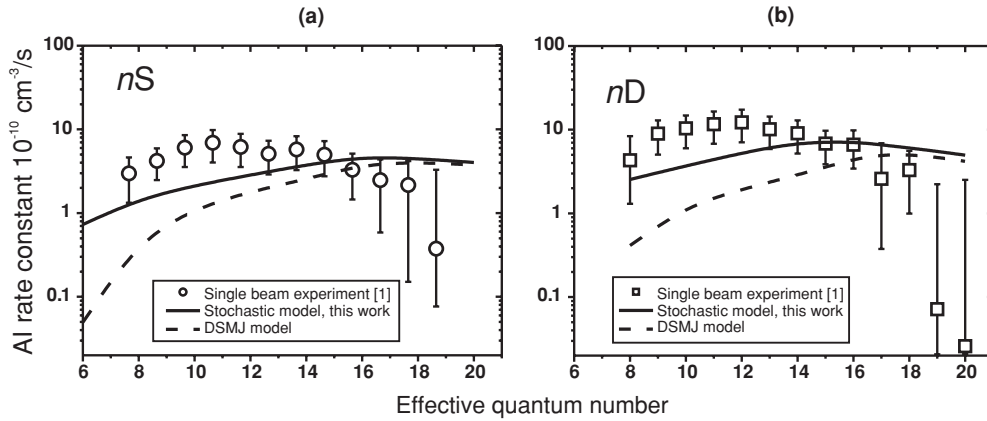 (a)
(b)
AI rate constant 10⁻¹⁰ cm⁻³/s
100
10
1
0.1
nS
Single beam experiment [1]
Stochastic model, this work
DSMJ model
6 8 10 12 14 16 18 20
100
10
1
0.1
nD
Single beam experiment [1]
Stochastic model, this work
DSMJ model
6 8 10 12 14 16 18 20
Effective quantum number